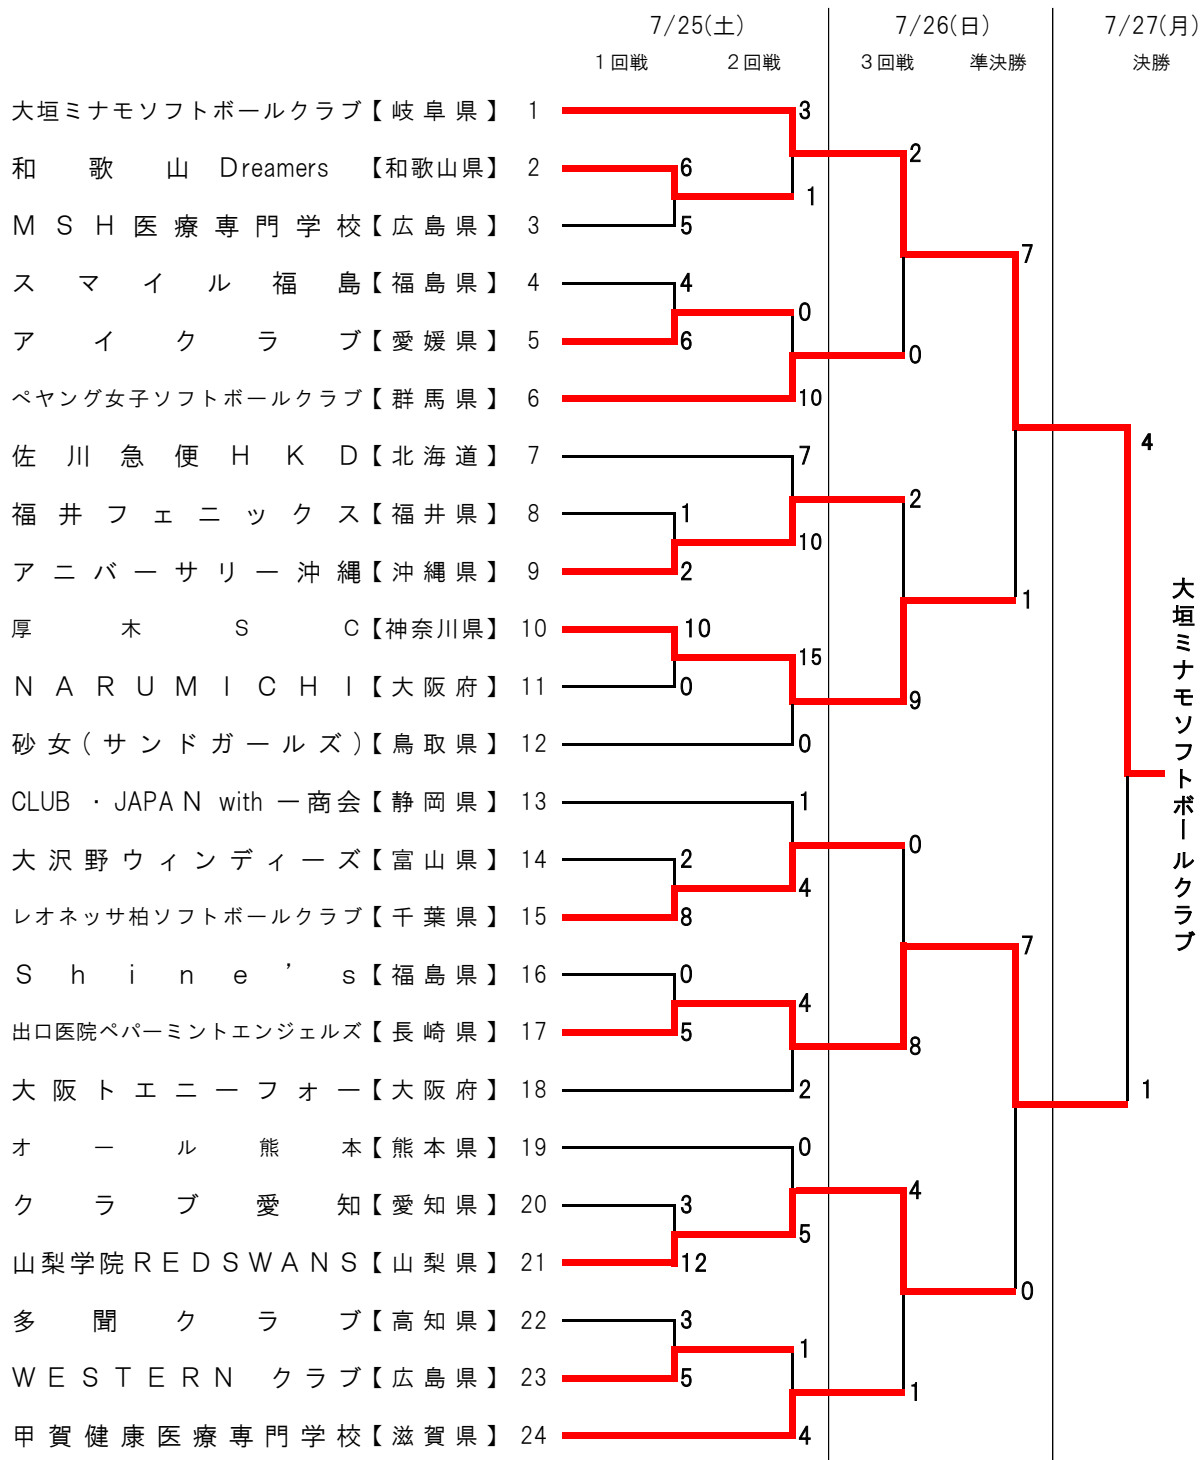 7/25(土) 7/26(日) 7/27(月)
1回戦 2回戦 3回戦 準決勝 決勝
大垣ミナモソフトボールクラブ【岐阜県】 1 3
2
和歌山Dreamers 【和歌山県】 2 6
1
MSH医療専門学校【広島県】 3 5
7
スマイル福島【福島県】 4 4
0
アイクラブ【愛媛県】 5 6
0
ペヤング女子ソフトボールクラブ【群馬県】 6 10
4
佐川急便HKD【北海道】 7 7
2
福井フェニックス【福井県】 8 1
10
アニバーサリー沖縄【沖縄県】 9 2
1
厚木SC【神奈川県】 10 10
15
NARUMICHI【大阪府】 11 0
9
砂女(サンドガールズ)【鳥取県】 12 0
大垣ミナモソフトボールクラブ
CLUB・JAPAN with 一商会【静岡県】 13 1
0
大沢野ウィンディーズ【富山県】 14 2
4
レオネッサ柏ソフトボールクラブ【千葉県】 15 8
7
Shine’s【福島県】 16 0
4
出口医院ペパーミントエンジェルズ【長崎県】 17 5
8
大阪トエニーフォー【大阪府】 18 2
1
オール熊本【熊本県】 19 0
4
クラブ愛知【愛知県】 20 3
5
山梨学院REDSWANS【山梨県】 21 12
0
多聞クラブ【高知県】 22 3
1
WESTERN クラブ【広島県】 23 5
1
甲賀健康医療専門学校【滋賀県】 24 4